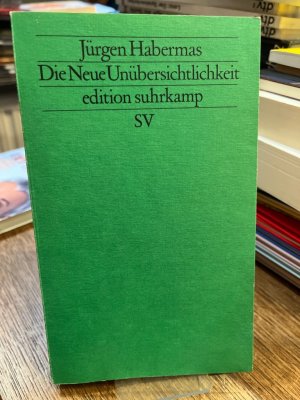 Jürgen Habermas
Die Neue Unübersichtlichkeit
edition suhrkamp
SV